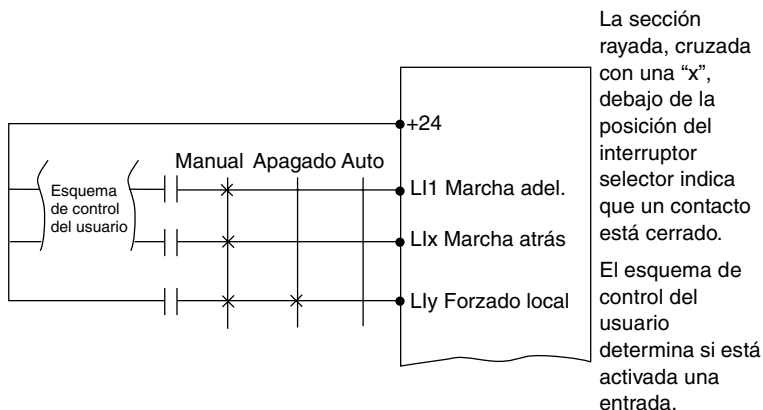 +24
Manual Apagado Auto
Esquema
de control
del usuario
LI1 Marcha adel.
LIx Marcha atrás
LIy Forzado local
La sección
rayada, cruzada
con una “x”,
debajo de la
posición del
interruptor
selector indica
que un contacto
está cerrado.
El esquema de
control del
usuario
determina si está
activada una
entrada.